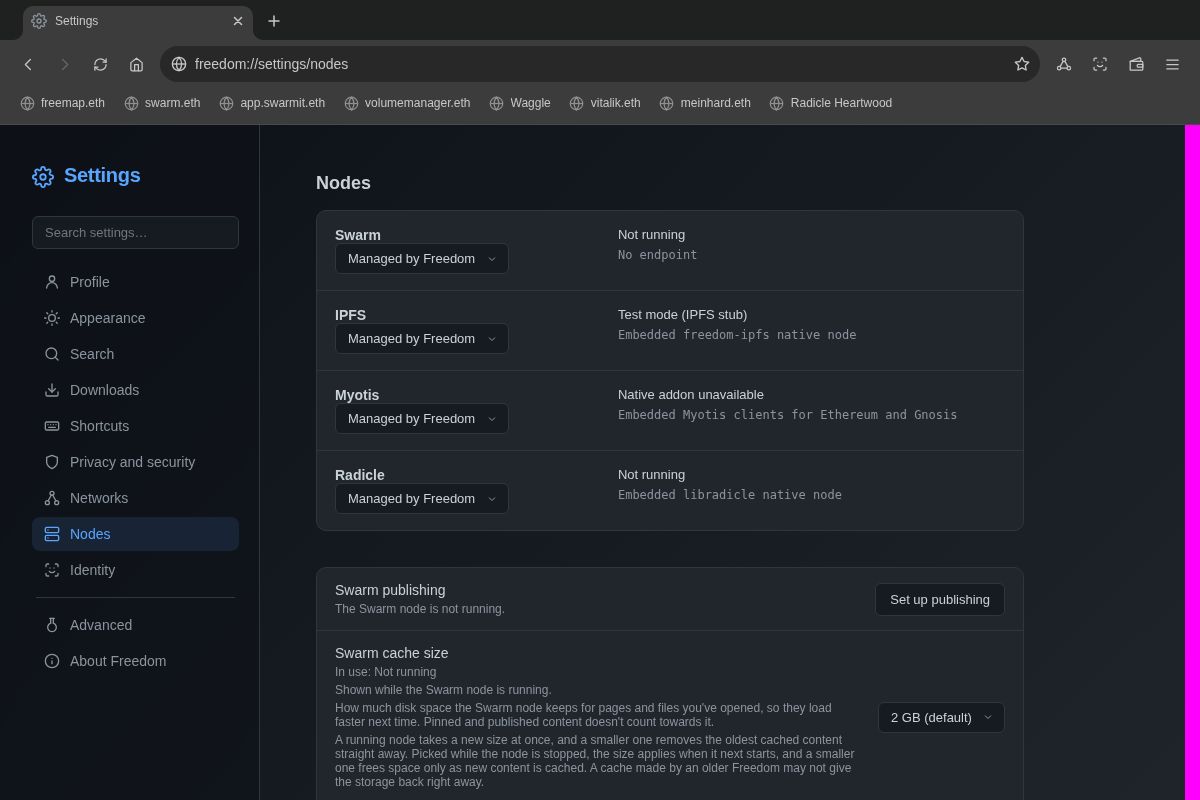 Settings
freedom://settings/nodes
freemap.eth swarm.eth app.swarmit.eth volumemanager.eth Waggle vitalik.eth meinhard.eth Radicle Heartwood
Settings
Search settings…
Profile
Appearance
Search
Downloads
Shortcuts
Privacy and security
Networks
Nodes
Identity
Advanced
About Freedom
Nodes
Swarm
Managed by Freedom
Not running
No endpoint
IPFS
Managed by Freedom
Test mode (IPFS stub)
Embedded freedom-ipfs native node
Myotis
Managed by Freedom
Native addon unavailable
Embedded Myotis clients for Ethereum and Gnosis
Radicle
Managed by Freedom
Not running
Embedded libradicle native node
Swarm publishing
The Swarm node is not running.
Set up publishing
Swarm cache size
In use: Not running
Shown while the Swarm node is running.
How much disk space the Swarm node keeps for pages and files you've opened, so they load
faster next time. Pinned and published content doesn't count towards it.
A running node takes a new size at once, and a smaller one removes the oldest cached content
straight away. Picked while the node is stopped, the size applies when it next starts, and a smaller
one frees space only as new content is cached. A cache made by an older Freedom may not give
the storage back right away.
2 GB (default)